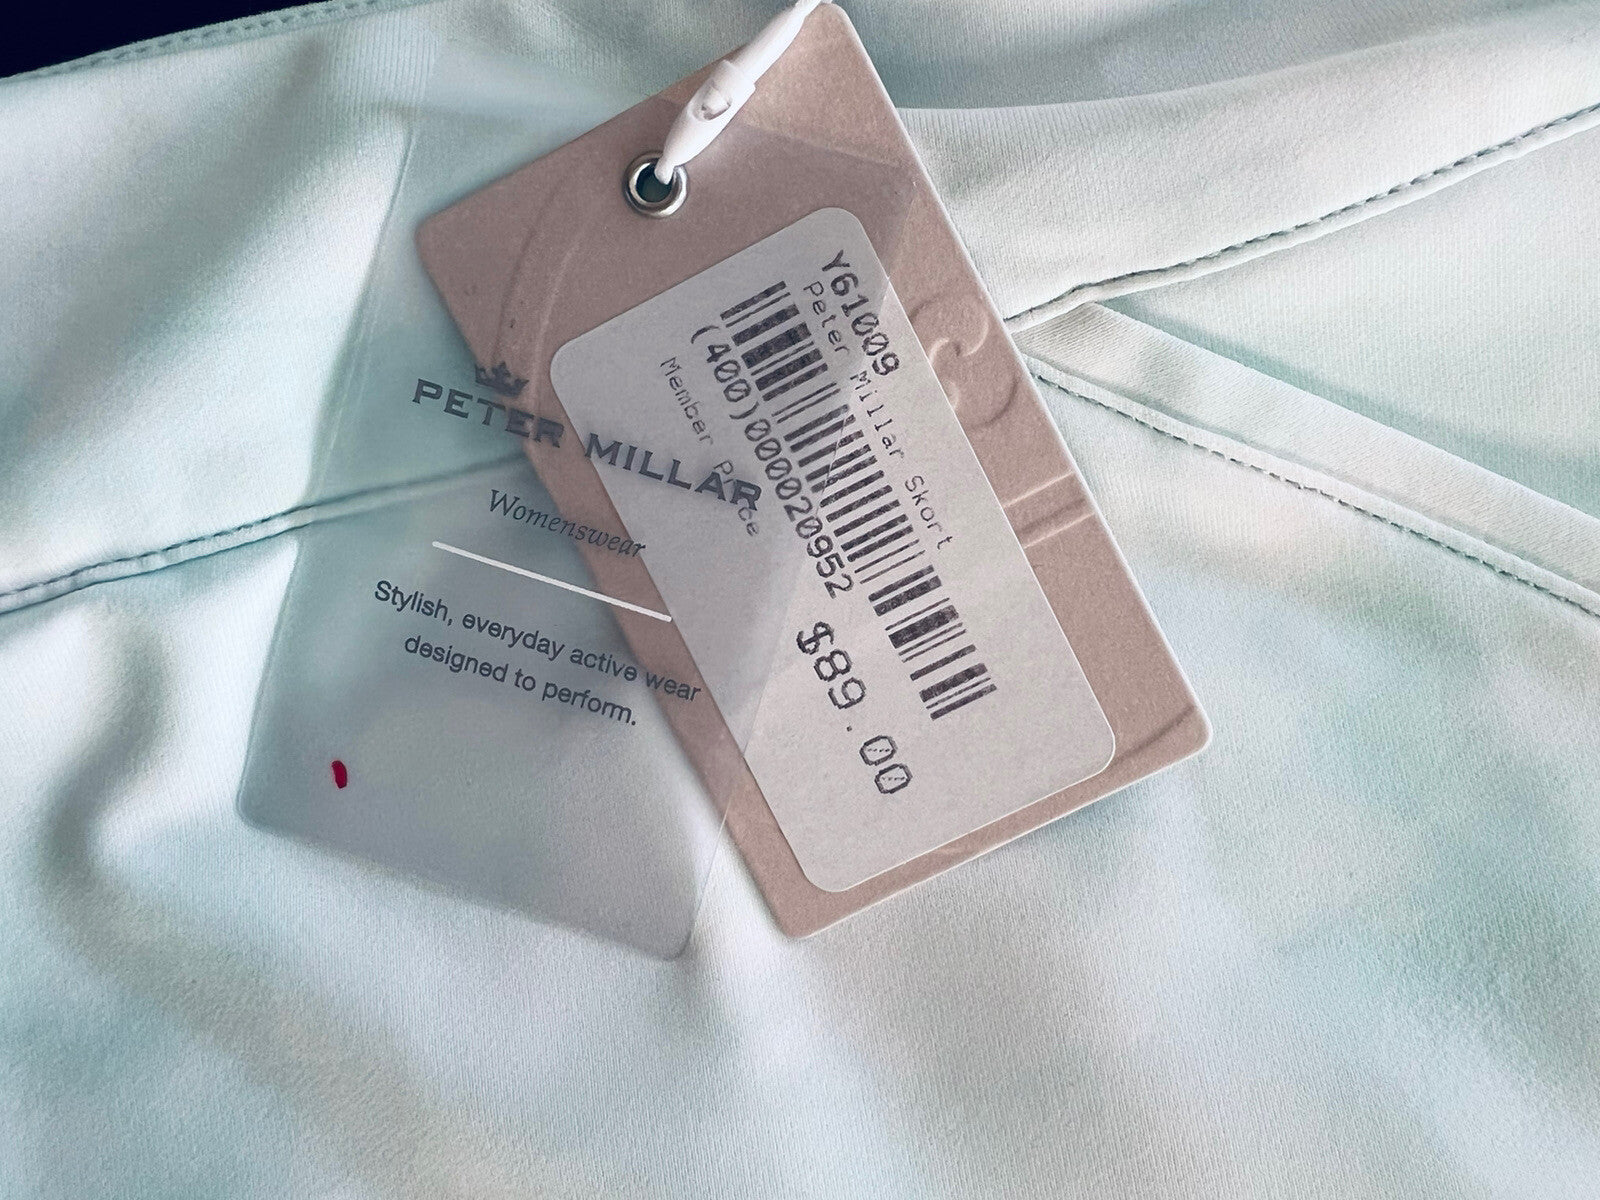 PETER MILLAR
Womenswear
Stylish, everyday active wear
designed to perform.
Y61009
Peter Millar Skort
(400)000020952
Member Price
$89.00